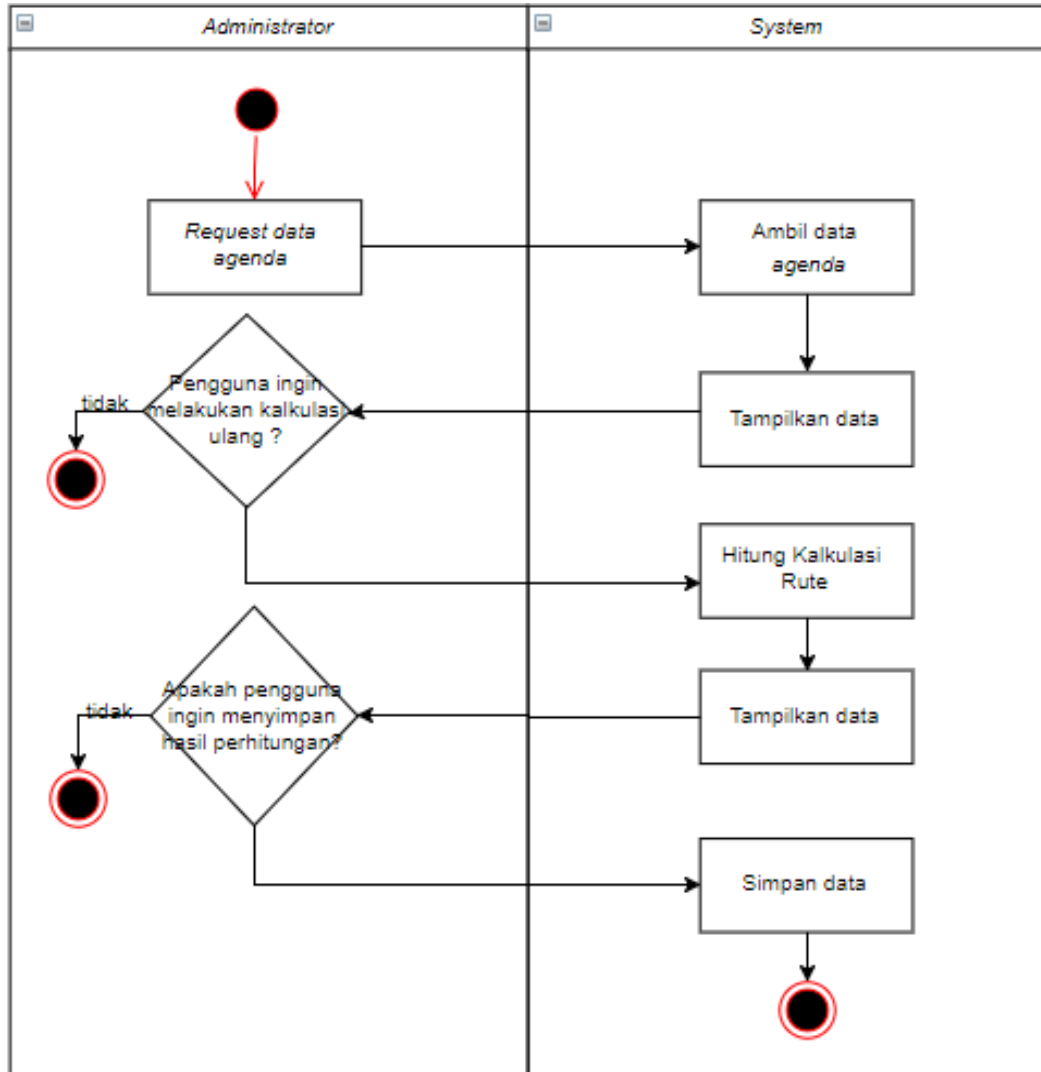 Administrator
System
Request data
agenda
Ambil data
agenda
Pengguna ingin
melakukan kalkulasi
ulang ?
tidak
Tampilkan data
Hitung Kalkulasi
Rute
Apakah pengguna
ingin menyimpan
hasil perhitungan?
tidak
Tampilkan data
Simpan data